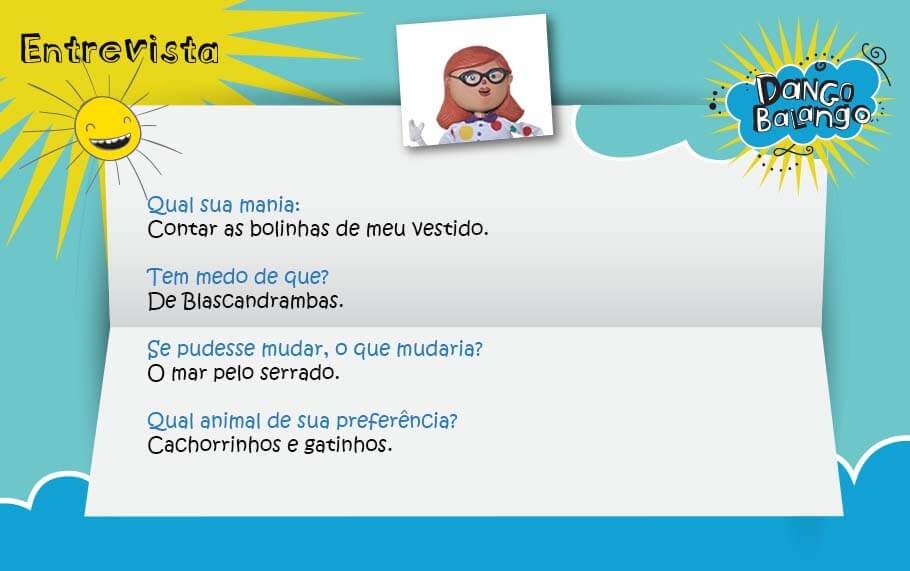 Entrevista
Dango
Balango
Qual sua mania:
Contar as bolinhas de meu vestido.
Tem medo de que?
De Blascandrambas.
Se pudesse mudar, o que mudaria?
O mar pelo serrado.
Qual animal de sua preferência?
Cachorrinhos e gatinhos.